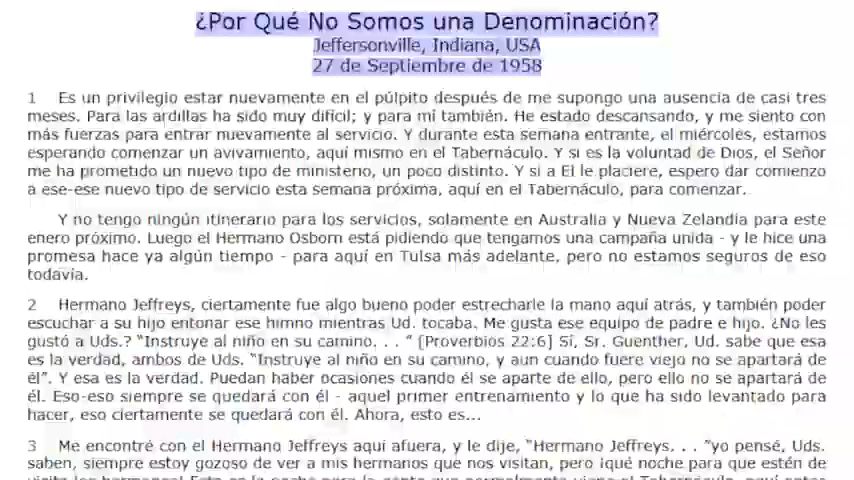 ¿Por Qué No Somos una Denominación?
Jeffersonville, Indiana, USA
27 de Septiembre de 1958
1 Es un privilegio estar nuevamente en el púlpito después de me supongo una ausencia de casi tres
meses. Para las ardillas ha sido muy difícil; y para mí también. He estado descansando, y me siento con
más fuerzas para entrar nuevamente al servicio. Y durante esta semana entrante, el miércoles, estamos
esperando comenzar un avivamiento, aquí mismo en el Tabernáculo. Y si es la voluntad de Dios, el Señor
me ha prometido un nuevo tipo de ministerio, un poco distinto. Y si a El le placiere, espero dar comienzo
a ese-ese nuevo tipo de servicio esta semana próxima, aquí en el Tabernáculo, para comenzar.
Y no tengo ningún itinerario para los servicios, solamente en Australia y Nueva Zelandia para este
enero próximo. Luego el Hermano Osborn está pidiendo que tengamos una campaña unida - y le hice una
promesa hace ya algún tiempo - para aquí en Tulsa más adelante, pero no estamos seguros de eso
todavía.
2 Hermano Jeffreys, ciertamente fue algo bueno poder estrecharle la mano aquí atrás, y también poder
escuchar a su hijo entonar ese himno mientras Ud. tocaba. Me gusta ese equipo de padre e hijo. ¿No les
gustó a Uds.? “Instruye al niño en su camino. . . ” [Proverbios 22:6] Sí, Sr. Guenther, Ud. sabe que esa
es la verdad, ambos de Uds. “Instruye al niño en su camino, y aun cuando fuere viejo no se apartará de
él”. Y esa es la verdad. Puedan haber ocasiones cuando él se aparte de ello, pero ello no se apartará de
él. Eso-eso siempre se quedará con él - aquel primer entrenamiento y lo que ha sido levantado para
hacer, eso ciertamente se quedará con él. Ahora, esto es...
3 Me encontré con el Hermano Jeffreys aquí afuera, y le dije, “Hermano Jeffreys. . . ”yo pensé, Uds.
saben, siempre estoy gozoso de ver a mis hermanos que nos visitan, pero ¡qué noche para que estén de